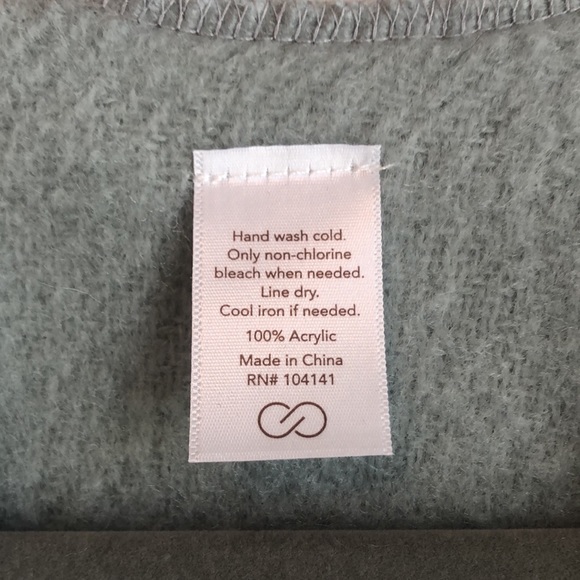 Hand wash cold.
Only non-chlorine
bleach when needed.
Line dry.
Cool iron if needed.
100% Acrylic
Made in China
RN# 104141